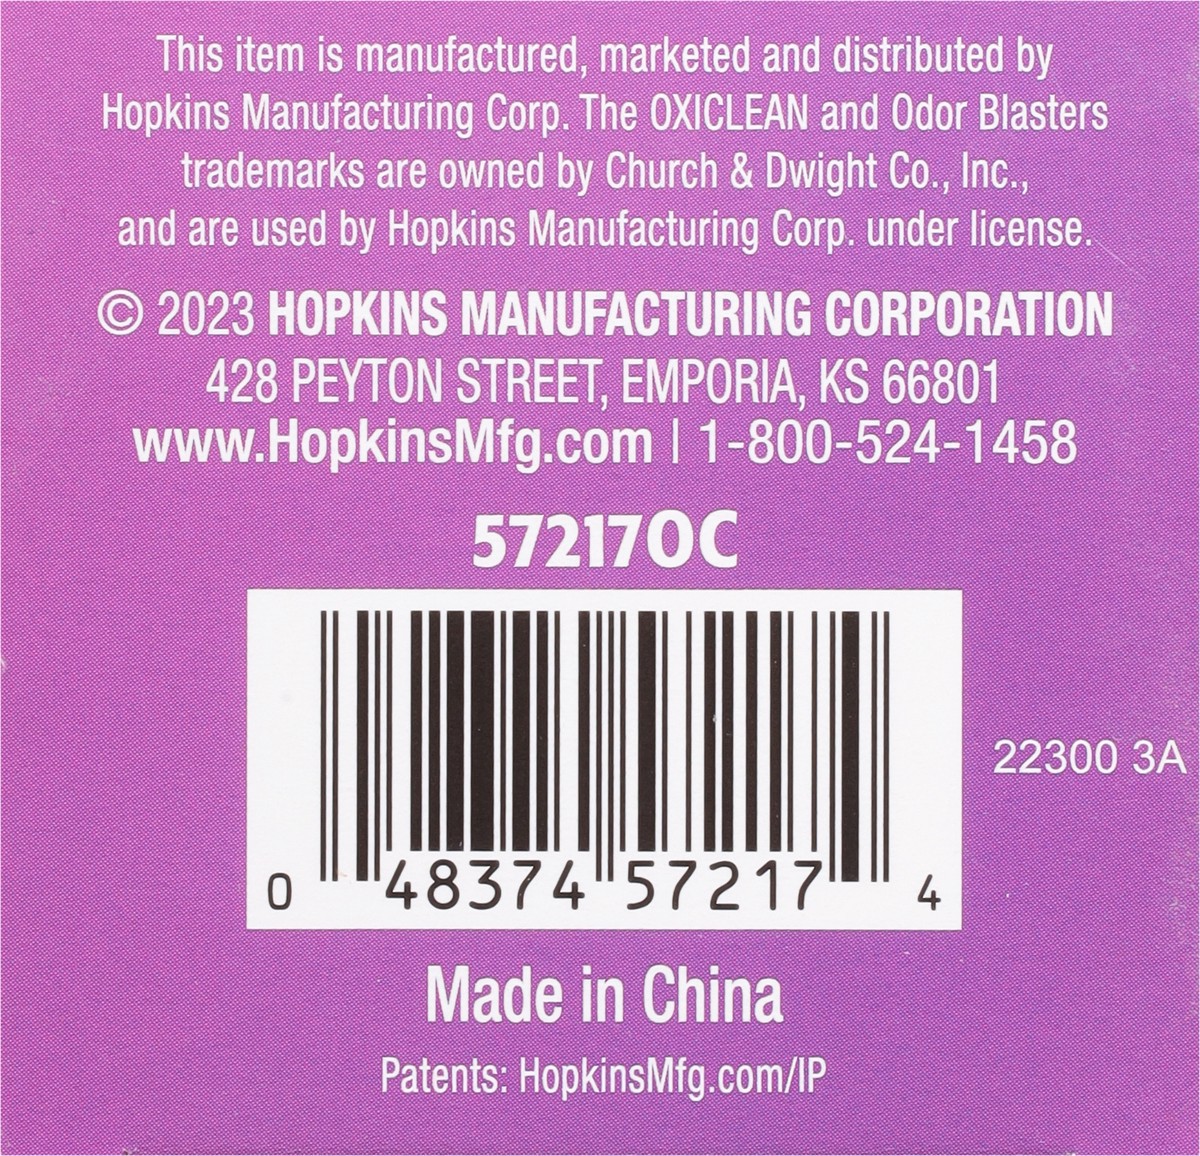 This item is manufactured, marketed and distributed by
Hopkins Manufacturing Corp. The OXICLEAN and Odor Blasters
trademarks are owned by Church & Dwight Co., Inc.,
and are used by Hopkins Manufacturing Corp. under license.
© 2023 HOPKINS MANUFACTURING CORPORATION
428 PEYTON STREET, EMPORIA, KS 66801
www.HopkinsMfg.com | 1-800-524-1458
57217OC
22300 3A
0 48374 57217 4
Made in China
Patents: HopkinsMfg.com/IP